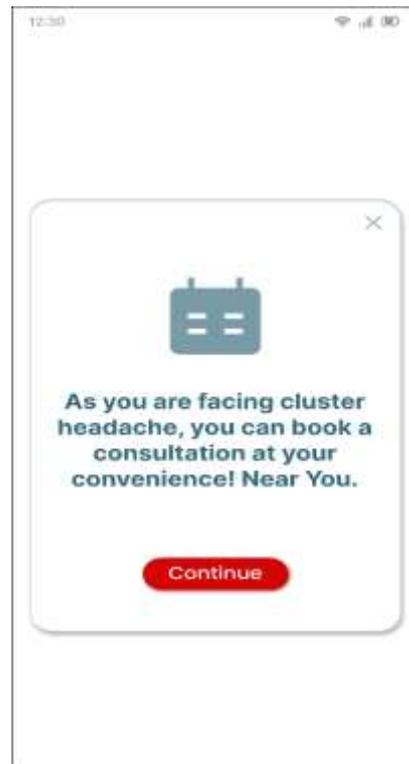 12:30
As you are facing cluster
headache, you can book a
consultation at your
convenience! Near You.
Continue